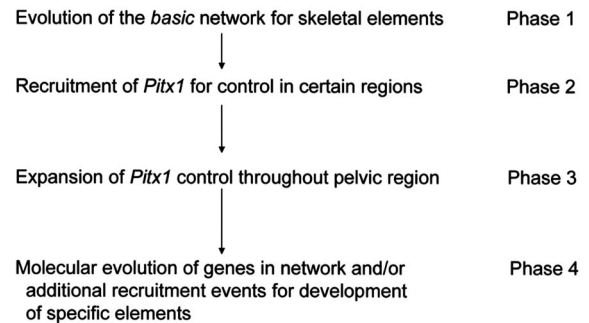 Evolution of the basic network for skeletal elements Phase 1
Recruitment of Pitx1 for control in certain regions Phase 2
Expansion of Pitx1 control throughout pelvic region Phase 3
Molecular evolution of genes in network and/or Phase 4
additional recruitment events for development
of specific elements